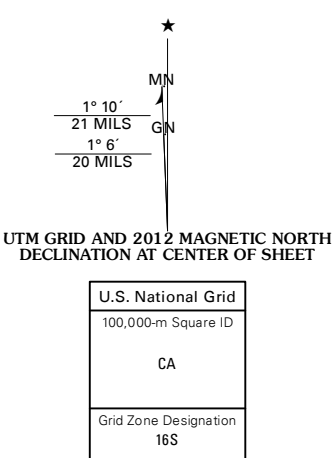 MN
1° 10´
21 MILS
GN
1° 6´
20 MILS
UTM GRID AND 2012 MAGNETIC NORTH
DECLINATION AT CENTER OF SHEET
U.S. National Grid
100,000-m Square ID
CA
Grid Zone Designation
16S